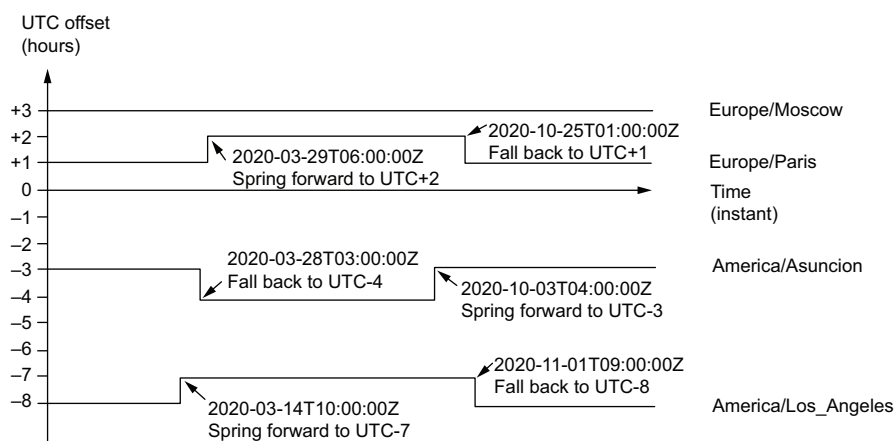 UTC offset
(hours)
+3
Europe/Moscow
+2
2020-10-25T01:00:00Z
Fall back to UTC+1
2020-03-29T06:00:00Z
Spring forward to UTC+2
+1
Europe/Paris
0
Time
(instant)
–1
–2
2020-03-28T03:00:00Z
Fall back to UTC-4
–3
America/Asuncion
–4
2020-10-03T04:00:00Z
Spring forward to UTC-3
–5
–6
–7
2020-11-01T09:00:00Z
Fall back to UTC-8
–8
2020-03-14T10:00:00Z
Spring forward to UTC-7
America/Los_Angeles